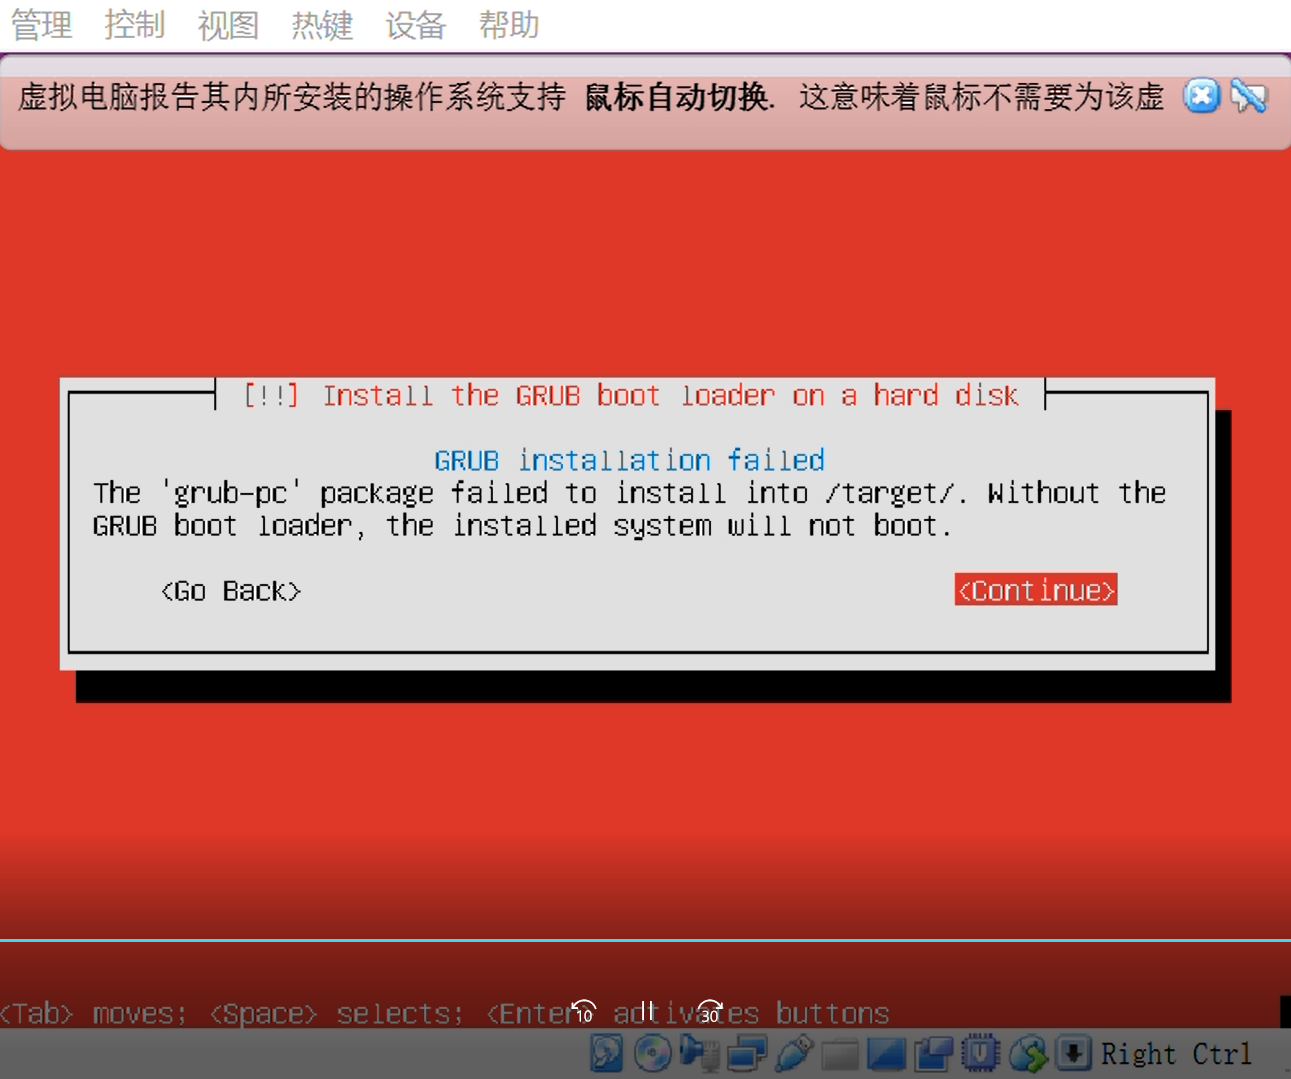 管理 控制 视图 热键 设备 帮助
虚拟电脑报告其内所安装的操作系统支持 鼠标自动切换. 这意味着鼠标不需要为该虚
[!!] Install the GRUB boot loader on a hard disk
GRUB installation failed
The 'grub-pc' package failed to install into /target/. Without the
GRUB boot loader, the installed system will not boot.
<Go Back> <Continue>
<Tab> moves; <Space> selects; <Enter> activates buttons
10 30
Right Ctrl